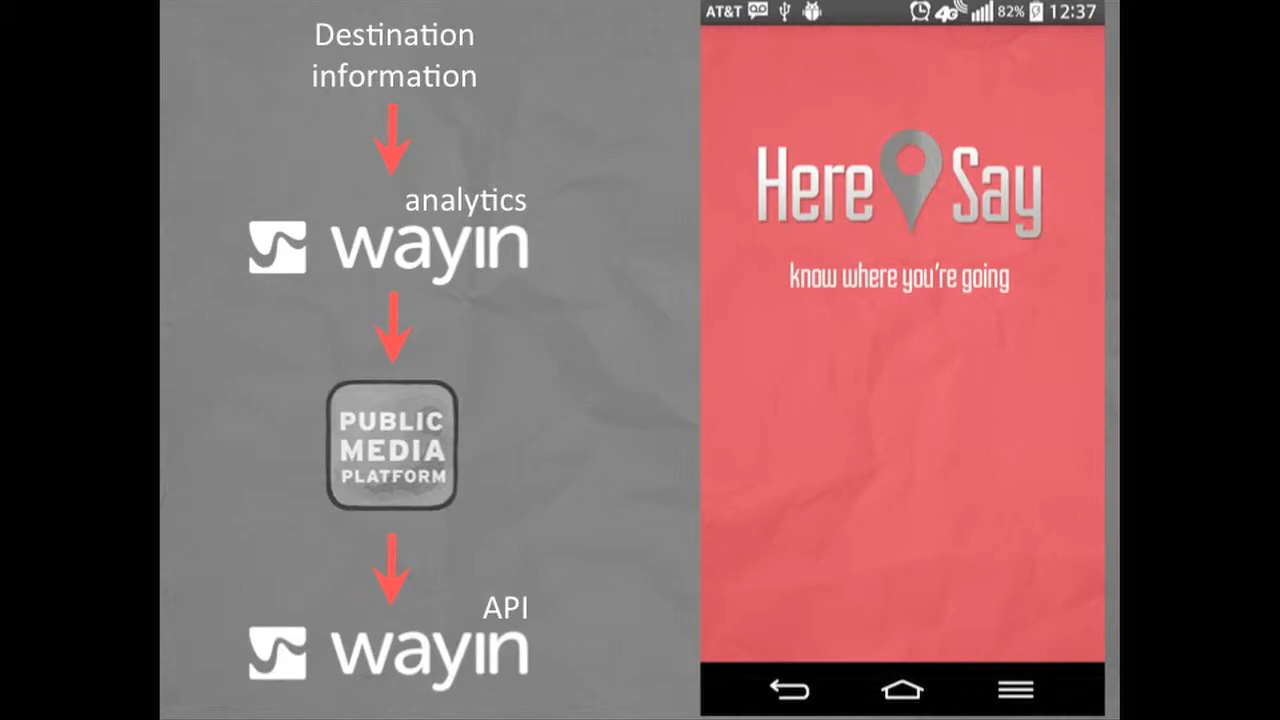 Destination
information
analytics
wayin
PUBLIC
MEDIA
PLATFORM
API
wayin
AT&T 4G 82% 12:37
Here Say
know where you're going